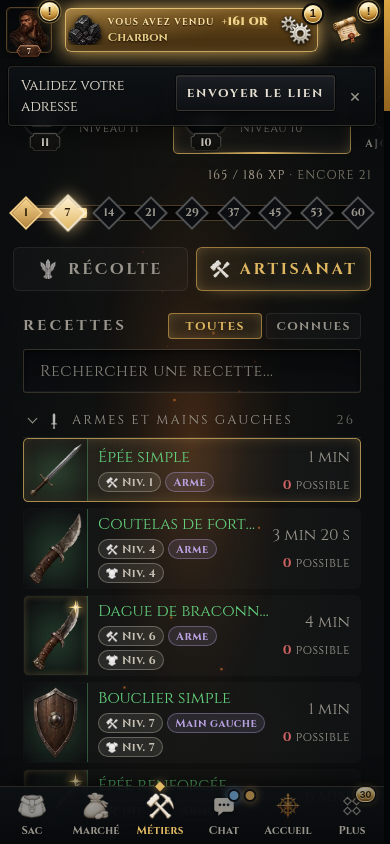 !
1
!
VOUS AVEZ VENDU +161 OR
Charbon
7
Validez votre adresse
ENVOYER LE LIEN
×
Niveau 11
Niveau 10
11
10
165 / 186 XP · ENCORE 21
1 7 14 21 29 37 45 53 60
RÉCOLTE
ARTISANAT
RECETTES
TOUTES
CONNUES
Rechercher une recette...
ARMES ET MAINS GAUCHES 26
Épée simple
1 MIN
Niv. 1 Arme
0 POSSIBLE
Coutelas de fort...
3 MIN 20 S
Niv. 4 Arme
0 POSSIBLE
Niv. 4
Dague de braconn...
4 MIN
Niv. 6 Arme
0 POSSIBLE
Niv. 6
Bouclier simple
1 MIN
Niv. 7 Main gauche
0 POSSIBLE
Niv. 7
Épée renforcée
30
Sac
Marché
Métiers
Chat
Accueil
Plus